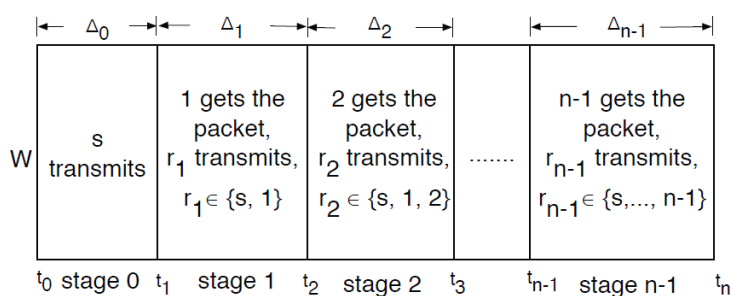 Δ0 Δ1 Δ2 Δn-1
W
s
transmits
1 gets the
packet,
r1 transmits,
r1 ∈ {s, 1}
2 gets the
packet,
r2 transmits,
r2 ∈ {s, 1, 2}
.......
n-1 gets the
packet,
rn-1 transmits,
rn-1 ∈ {s,..., n-1}
t0 stage 0 t1 stage 1 t2 stage 2 t3 tn-1 stage n-1 tn